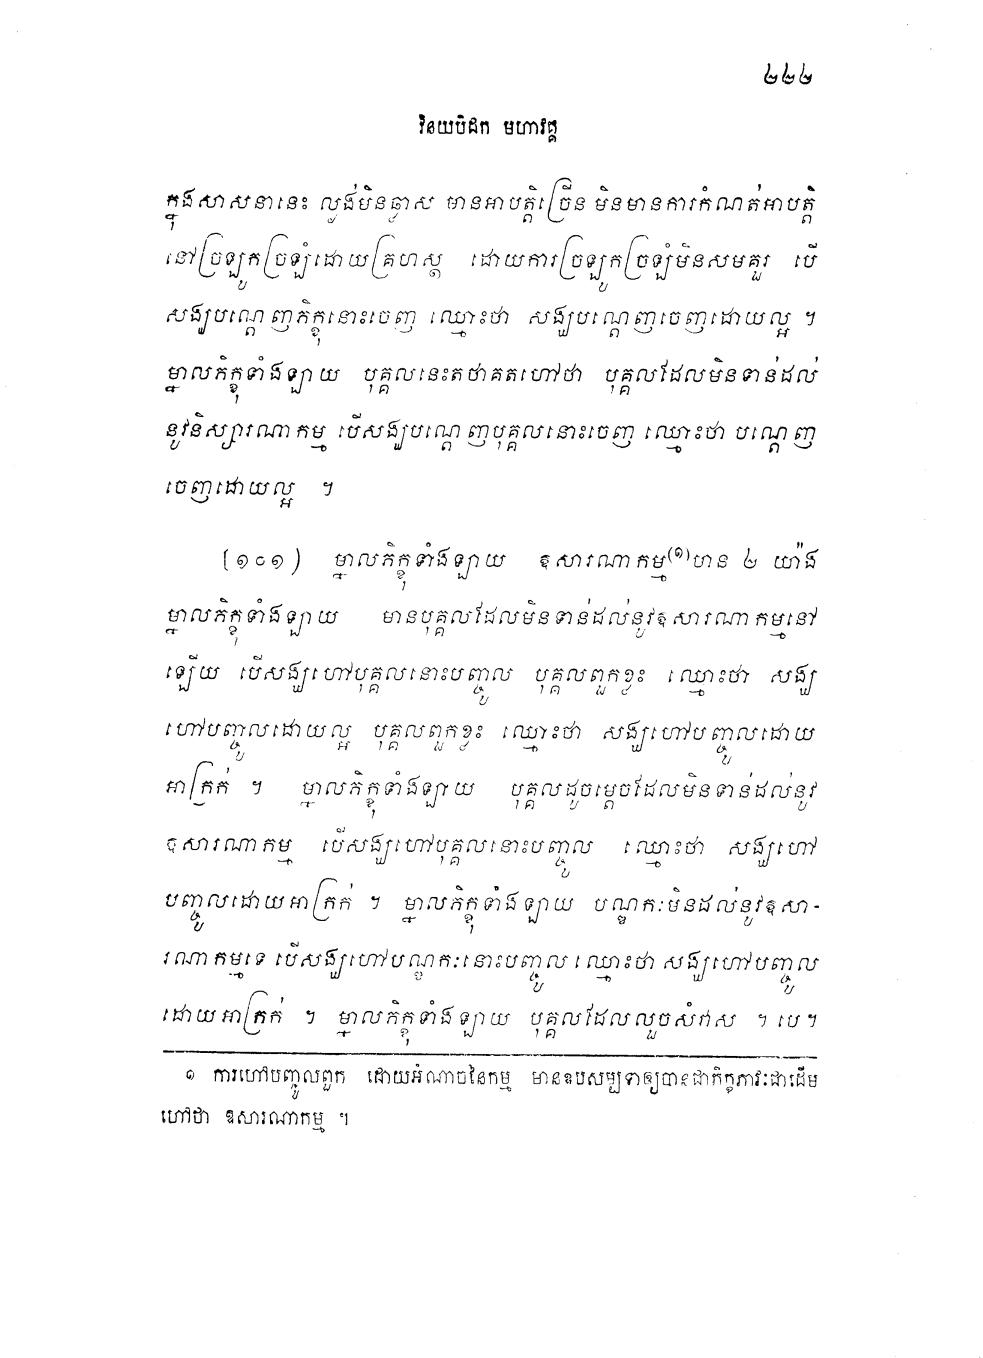 ២២២
វិនយបិដក មហាវគ្គ
ក្នុងសាសនានេះ ល្ងង់មិនឆ្លាស មានអាបត្តិច្រើន មិនមានការកំណត់អាបត្តិ
នៅច្រឡូកច្រឡំដោយគ្រហស្ថ ដោយការច្រឡូកច្រឡំមិនសមគួរ បើ
សង្ឃបណ្តេញភិក្ខុនោះចេញ ឈ្មោះថា សង្ឃបណ្តេញចេញដោយល្អ ។
ម្នាលភិក្ខុទាំងឡាយ បុគ្គលនេះតថាគតហៅថា បុគ្គលដែលមិនទាន់ដល់
នូវនិស្សារណាកម្ម បើសង្ឃបណ្តេញបុគ្គលនោះចេញ ឈ្មោះថា បណ្តេញ
ចេញដោយល្អ ។
[១០១] ម្នាលភិក្ខុទាំងឡាយ ឱសារណាកម្ម(១)មាន ២ យ៉ាង
ម្នាលភិក្ខុទាំងឡាយ មានបុគ្គលដែលមិនទាន់ដល់នូវឱសារណាកម្មនៅ
ឡើយ បើសង្ឃហៅបុគ្គលនោះបញ្ចូល បុគ្គលពួកខ្លះ ឈ្មោះថា សង្ឃ
ហៅបញ្ចូលដោយល្អ បុគ្គលពួកខ្លះ ឈ្មោះថា សង្ឃហៅបញ្ចូលដោយ
អាក្រក់ ។ ម្នាលភិក្ខុទាំងឡាយ បុគ្គលដូចម្តេចដែលមិនទាន់ដល់នូវ
ឱសារណាកម្ម បើសង្ឃហៅបុគ្គលនោះបញ្ចូល ឈ្មោះថា សង្ឃហៅ
បញ្ចូលដោយអាក្រក់ ។ ម្នាលភិក្ខុទាំងឡាយ បណ្ឌកៈមិនដល់នូវឱសា-
រណាកម្មទេ បើសង្ឃហៅបណ្ឌកៈនោះបញ្ចូល ឈ្មោះថា សង្ឃហៅបញ្ចូល
ដោយអាក្រក់ ។ ម្នាលភិក្ខុទាំងឡាយ បុគ្គលដែលលួចសំវាស ។ បេ។
១ ការហៅបញ្ចូលពួក ដោយអំណាចនៃកម្ម មានឧបសម្បទាឲ្យបានជាភិក្ខុភាវៈជាដើម
ហៅថា ឱសារណាកម្ម ។